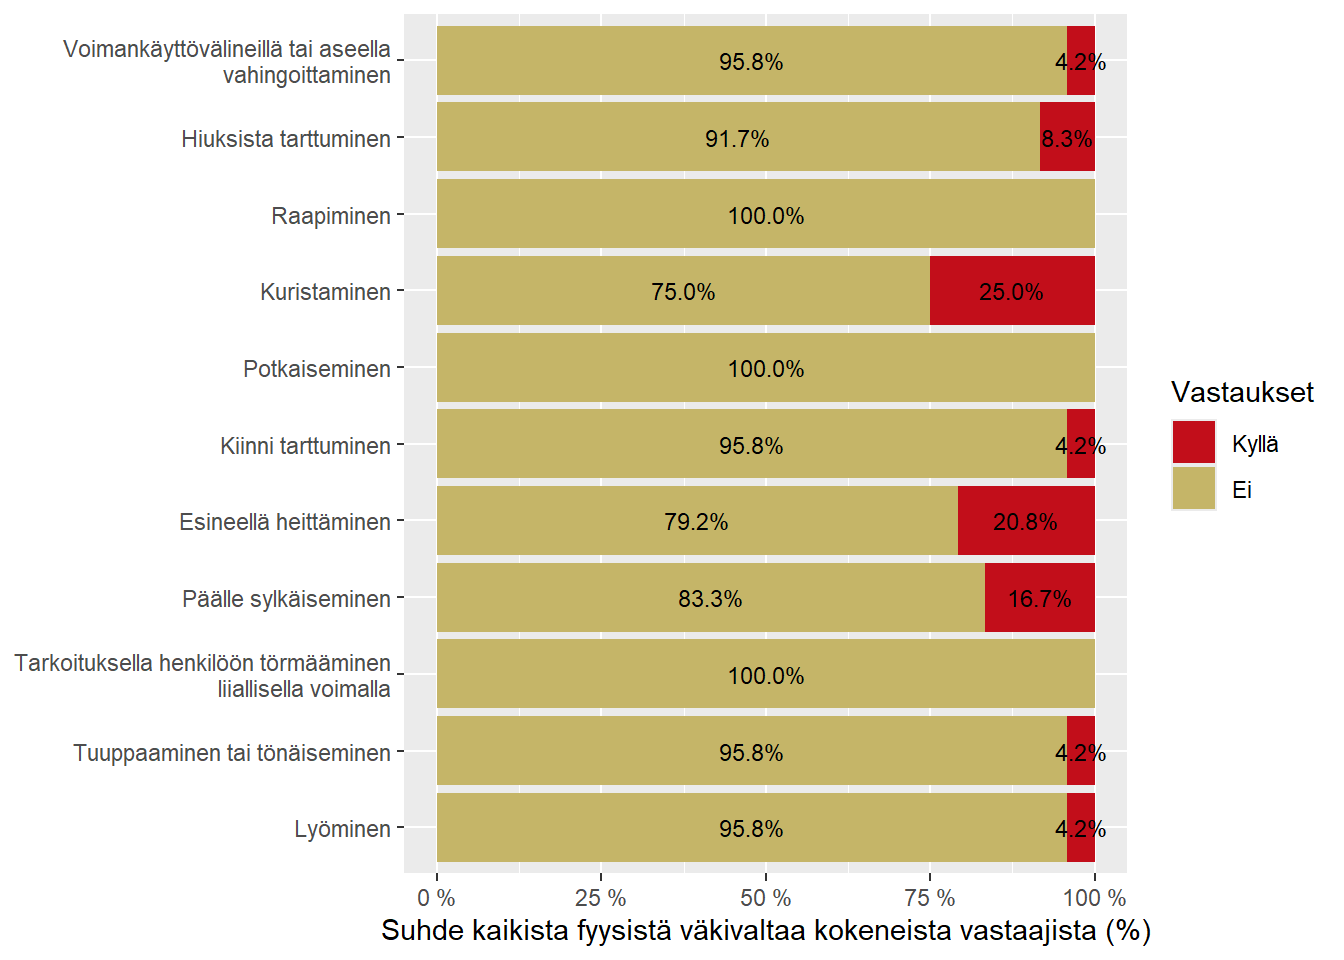 Voimankäyttövälineillä tai aseella
vahingoittaminen
95.8%
4.2%
Hiuksista tarttuminen
91.7%
8.3%
Raapiminen
100.0%
Kuristaminen
75.0%
25.0%
Potkaiseminen
100.0%
Kiinni tarttuminen
95.8%
4.2%
Esineellä heittäminen
79.2%
20.8%
Päälle sylkäiseminen
83.3%
16.7%
Tarkoituksella henkilöön törmääminen
liiallisella voimalla
100.0%
Tuuppaaminen tai tönäiseminen
95.8%
4.2%
Lyöminen
95.8%
4.2%
0 %
25 %
50 %
75 %
100 %
Suhde kaikista fyysistä väkivaltaa kokeneista vastaajista (%)
Vastaukset
Kyllä
Ei